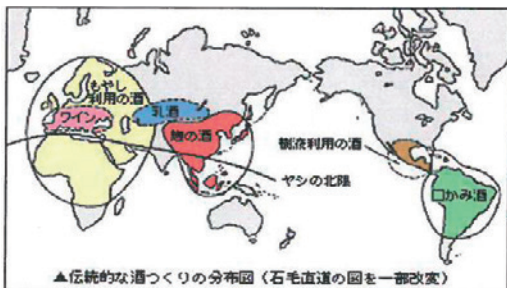 もやし
利用の酒
ワイン
乳酒
麹の酒
樹液利用の酒
ヤシの北限
口かみ酒
▲伝統的な酒つくりの分布図（石毛直道の図を一部改変）